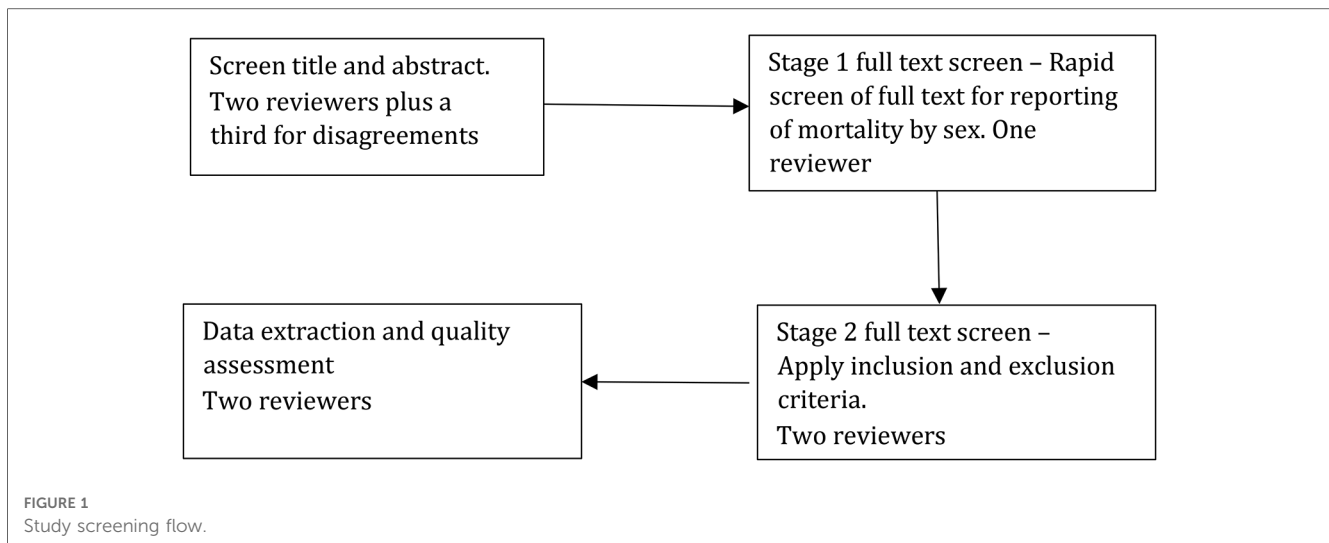 Screen title and abstract.
Two reviewers plus a
third for disagreements
Stage 1 full text screen – Rapid
screen of full text for reporting
of mortality by sex. One
reviewer
Stage 2 full text screen –
Apply inclusion and exclusion
criteria.
Two reviewers
Data extraction and quality
assessment
Two reviewers
FIGURE 1
Study screening flow.